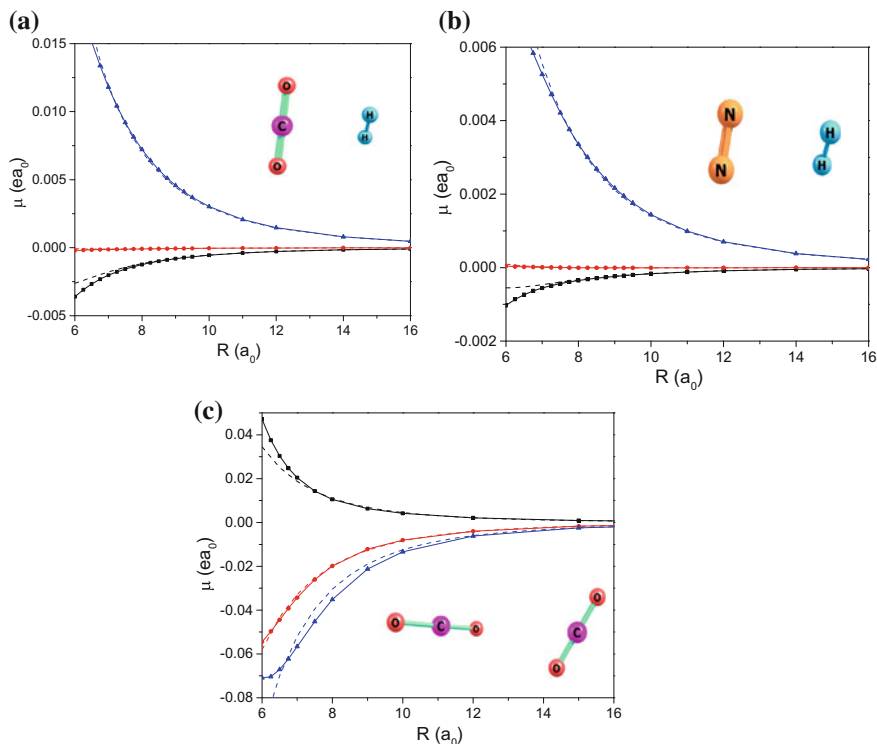 (a)
0.015
0.010
0.005
0.000
-0.005
μ (ea₀)
6 8 10 12 14 16
R (a₀)
O
C
O
H
H
(b)
0.006
0.004
0.002
0.000
-0.002
μ (ea₀)
6 8 10 12 14 16
R (a₀)
N
N
H
H
(c)
0.04
0.02
0.00
-0.02
-0.04
-0.06
-0.08
μ (ea₀)
6 8 10 12 14 16
R (a₀)
O C O
O
C
O